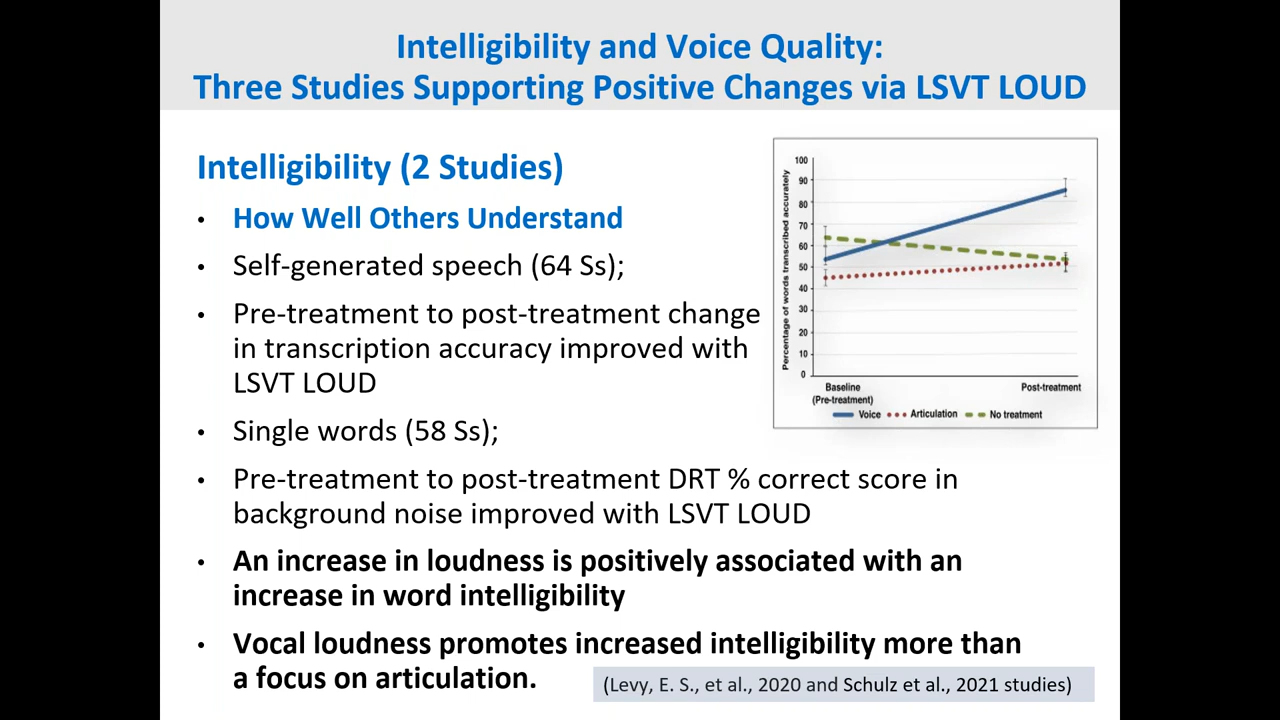 Intelligibility and Voice Quality:
Three Studies Supporting Positive Changes via LSVT LOUD
Intelligibility (2 Studies)
• How Well Others Understand
• Self-generated speech (64 Ss);
• Pre-treatment to post-treatment change
in transcription accuracy improved with
LSVT LOUD
• Single words (58 Ss);
• Pre-treatment to post-treatment DRT % correct score in
background noise improved with LSVT LOUD
• An increase in loudness is positively associated with an
increase in word intelligibility
• Vocal loudness promotes increased intelligibility more than
a focus on articulation.
(Levy, E. S., et al., 2020 and Schulz et al., 2021 studies)
Percentage of words transcribed accurately
100
90
80
70
60
50
40
30
20
10
0
Baseline
(Pre-treatment)
Post-treatment
Voice
Articulation
No treatment